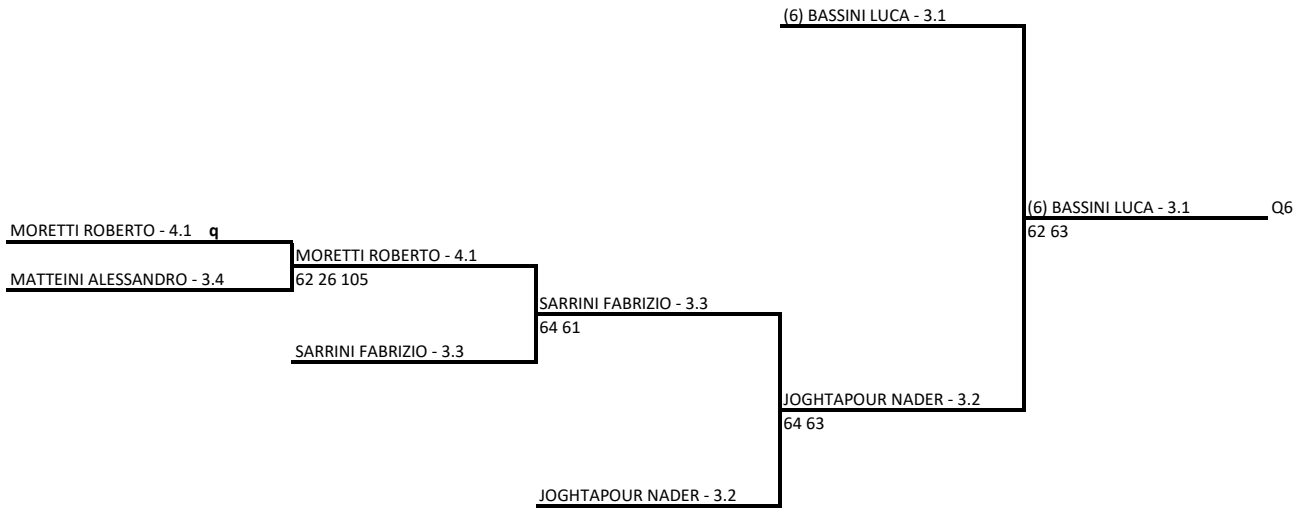 (6) BASSINI LUCA - 3.1
(6) BASSINI LUCA - 3.1 Q6
62 63
MORETTI ROBERTO - 4.1 q
MORETTI ROBERTO - 4.1
MATTEINI ALESSANDRO - 3.4
62 26 105
SARRINI FABRIZIO - 3.3
64 61
SARRINI FABRIZIO - 3.3
JOGHTAPOUR NADER - 3.2
64 63
JOGHTAPOUR NADER - 3.2